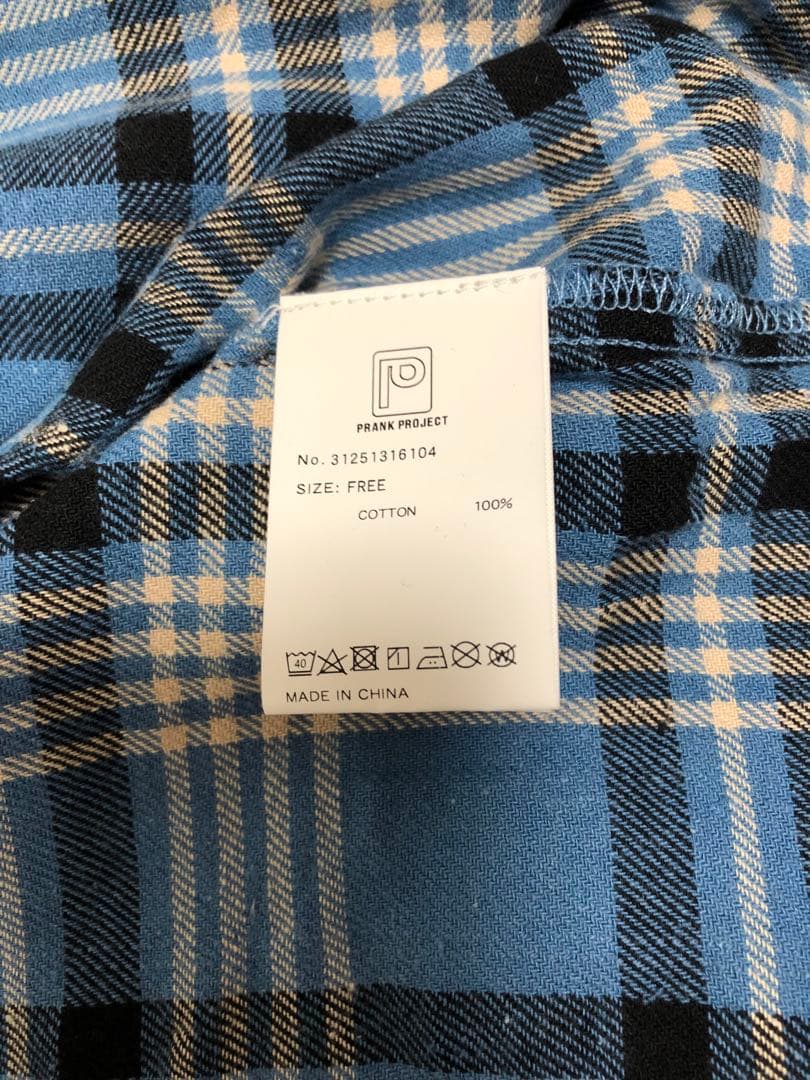 PRANK PROJECT
No. 31251316104
SIZE: FREE
COTTON 100%
40 W
MADE IN CHINA